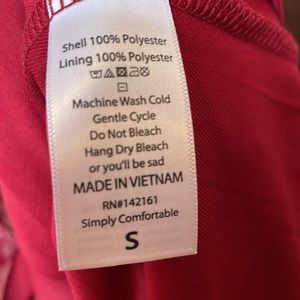 Shell 100% Polyester
Lining 100% Polyester
Machine Wash Cold
Gentle Cycle
Do Not Bleach
Hang Dry Bleach
or you'll be sad
MADE IN VIETNAM
RN#142161
Simply Comfortable
S